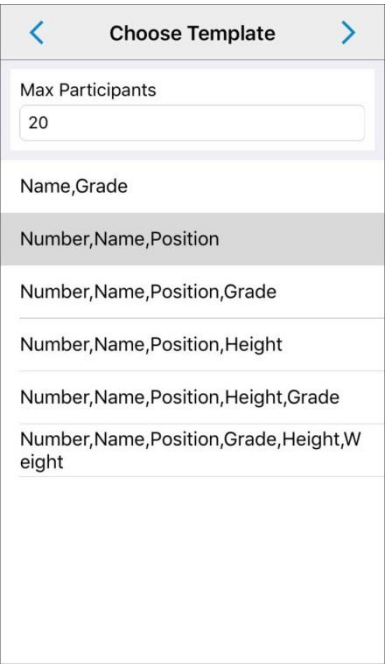 Choose Template
Max Participants
20
Name,Grade
Number,Name,Position
Number,Name,Position,Grade
Number,Name,Position,Height
Number,Name,Position,Height,Grade
Number,Name,Position,Grade,Height,W
eight